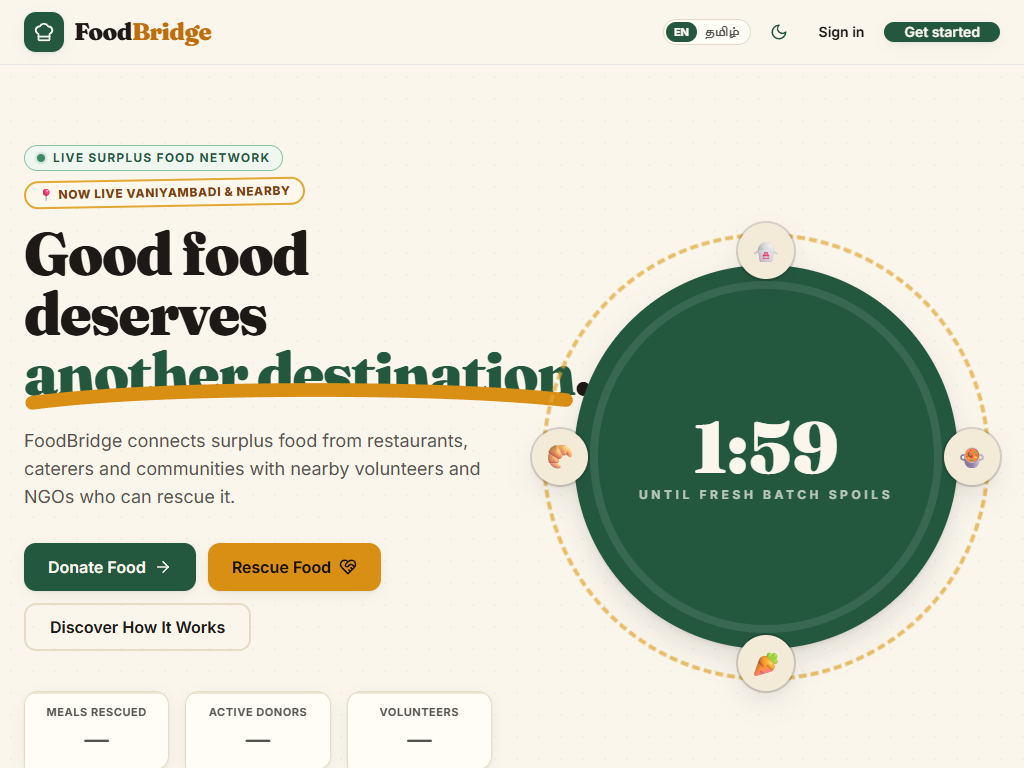 FoodBridge
EN
தமிழ்
Sign in
Get started
LIVE SURPLUS FOOD NETWORK
NOW LIVE VANIYAMBADI & NEARBY
Good food
deserves
another destination.
FoodBridge connects surplus food from restaurants,
caterers and communities with nearby volunteers and
NGOs who can rescue it.
Donate Food
Rescue Food
Discover How It Works
1:59
UNTIL FRESH BATCH SPOILS
MEALS RESCUED
—
ACTIVE DONORS
—
VOLUNTEERS
—